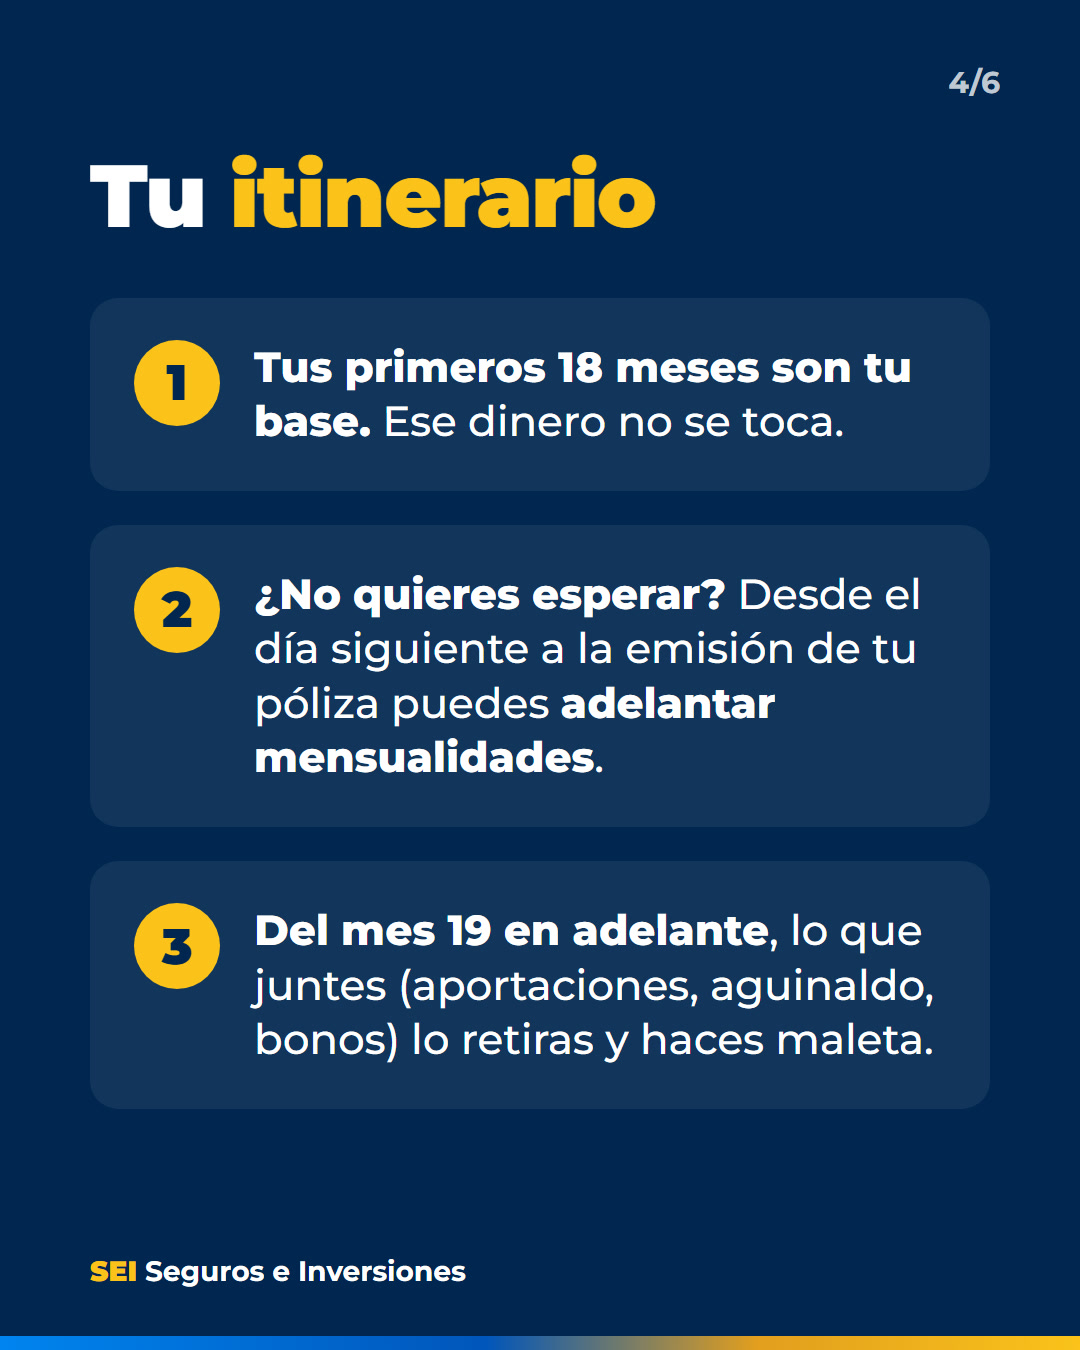 4/6
Tu itinerario
1
Tus primeros 18 meses son tu
base. Ese dinero no se toca.
2
¿No quieres esperar? Desde el
día siguiente a la emisión de tu
póliza puedes adelantar
mensualidades.
3
Del mes 19 en adelante, lo que
juntes (aportaciones, aguinaldo,
bonos) lo retiras y haces maleta.
SEI Seguros e Inversiones